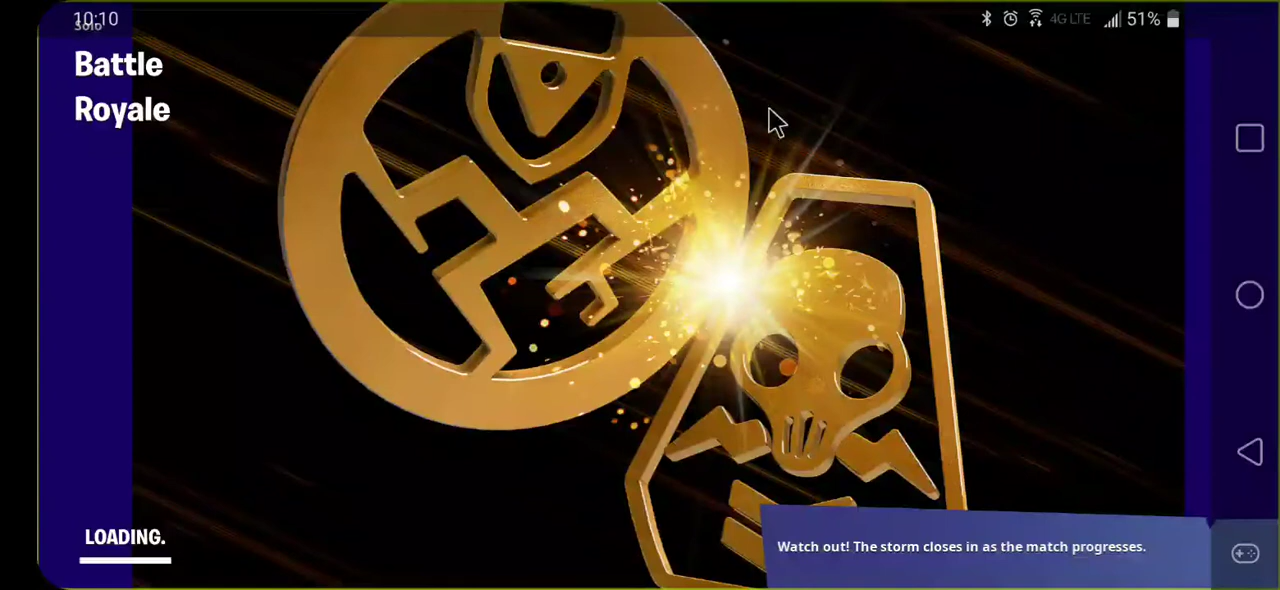 10:10
4G LTE
51%
Solo
Battle
Royale
LOADING.
Watch out! The storm closes in as the match progresses.